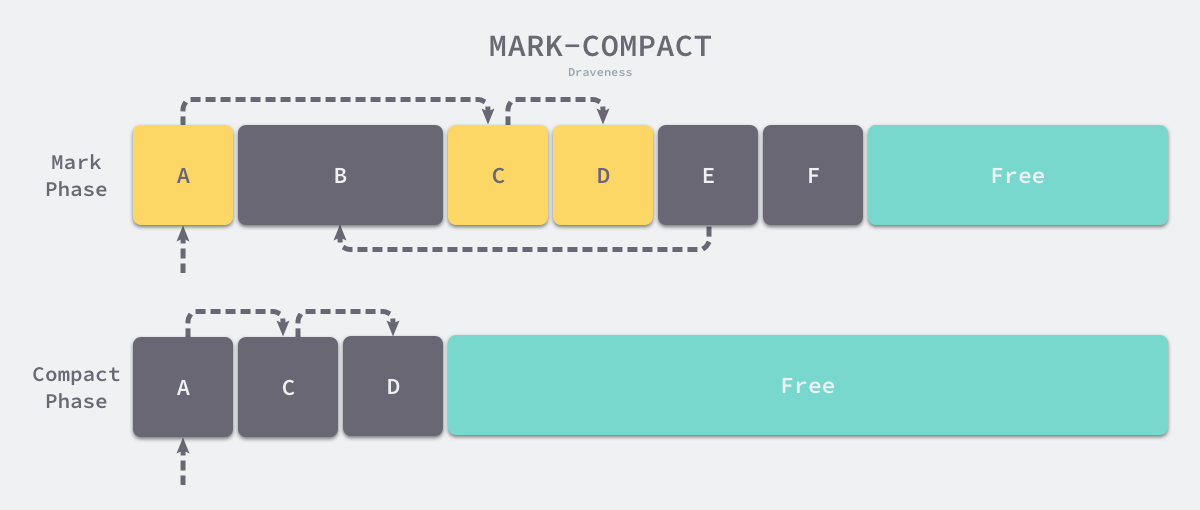 MARK-COMPACT
Draveness
Mark
Phase
A
B
C
D
E
F
Free
Compact
Phase
A
C
D
Free